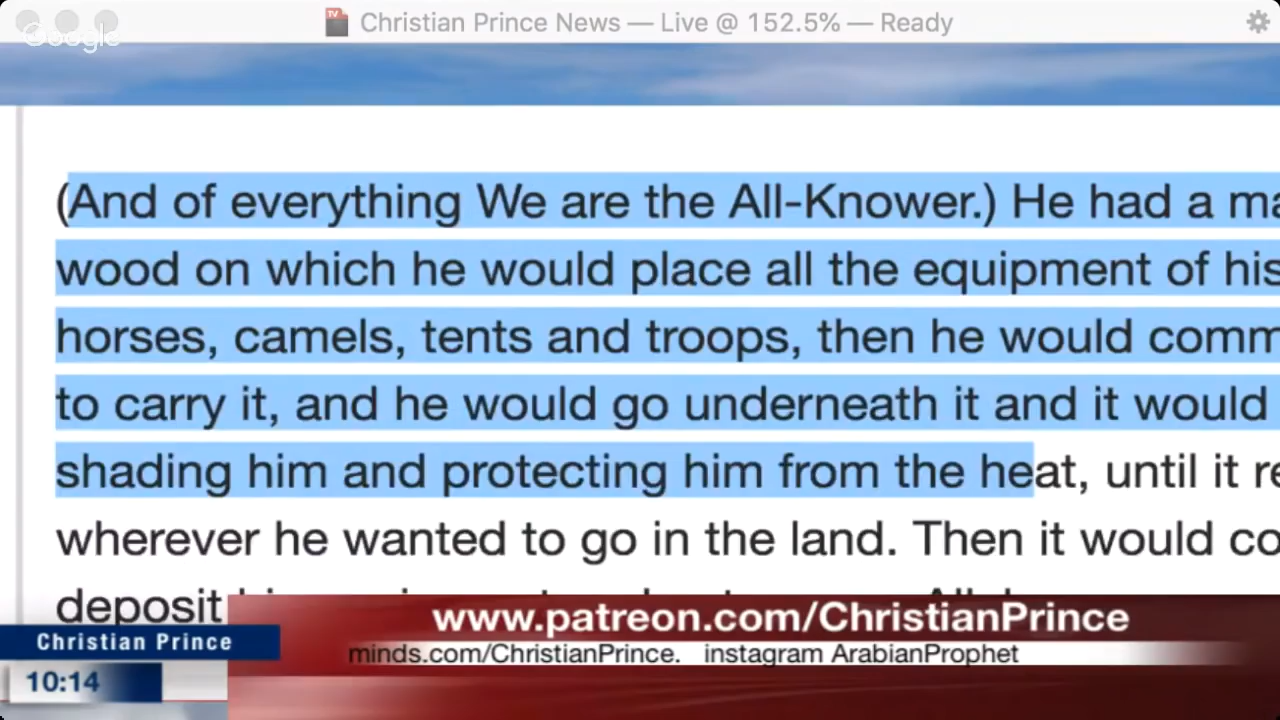 Christian Prince News — Live @ 152.5% — Ready
Google
(And of everything We are the All-Knower.) He had a ma
wood on which he would place all the equipment of his
horses, camels, tents and troops, then he would comm
to carry it, and he would go underneath it and it would
shading him and protecting him from the heat, until it re
wherever he wanted to go in the land. Then it would co
deposit
www.patreon.com/ChristianPrince
Christian Prince
minds.com/ChristianPrince. instagram ArabianProphet
10:14